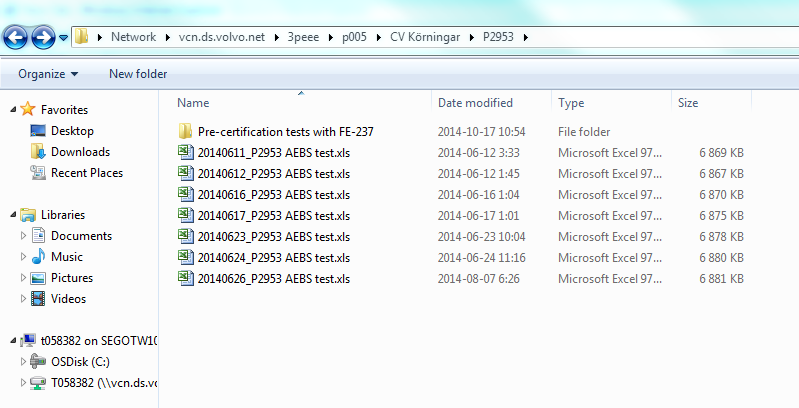 Network vcn.ds.volvo.net 3peee p005 CV Körningar P2953
Organize New folder
Name Date modified Type Size
Favorites
Desktop
Downloads
Recent Places
Libraries
Documents
Music
Pictures
Videos
t058382 on SEGOTW10
OSDisk (C:)
T058382 (\\vcn.ds.vo
Pre-certification tests with FE-237 2014-10-17 10:54 File folder
20140611_P2953 AEBS test.xls 2014-06-12 3:33 Microsoft Excel 97... 6 869 KB
20140612_P2953 AEBS test.xls 2014-06-12 1:45 Microsoft Excel 97... 6 867 KB
20140616_P2953 AEBS test.xls 2014-06-16 1:04 Microsoft Excel 97... 6 870 KB
20140617_P2953 AEBS test.xls 2014-06-17 1:01 Microsoft Excel 97... 6 875 KB
20140623_P2953 AEBS test.xls 2014-06-23 10:04 Microsoft Excel 97... 6 878 KB
20140624_P2953 AEBS test.xls 2014-06-24 11:16 Microsoft Excel 97... 6 880 KB
20140626_P2953 AEBS test.xls 2014-08-07 6:26 Microsoft Excel 97... 6 881 KB